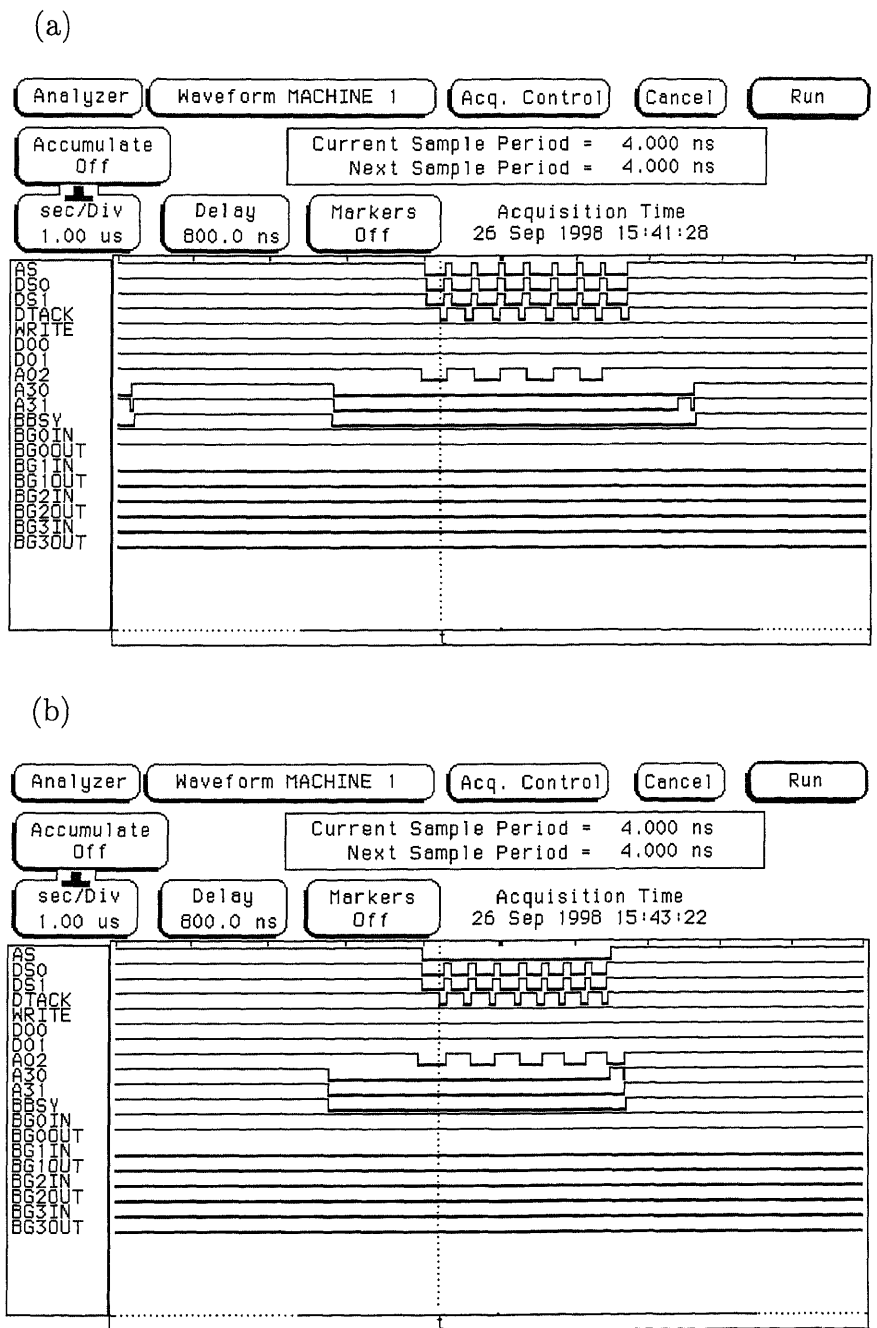 (a)
Analyzer Waveform MACHINE 1 Acq. Control Cancel Run
Accumulate Off
Current Sample Period = 4.000 ns
Next Sample Period = 4.000 ns
sec/Div 1.00 us
Delay 800.0 ns
Markers Off
Acquisition Time
26 Sep 1998 15:41:28
AS
DS0
DS1
DTACK
WRITE
D00
D01
A02
A30
A31
BBSY
BG0IN
BG0OUT
BG1IN
BG1OUT
BG2IN
BG2OUT
BG3IN
BG3OUT
(b)
Analyzer Waveform MACHINE 1 Acq. Control Cancel Run
Accumulate Off
Current Sample Period = 4.000 ns
Next Sample Period = 4.000 ns
sec/Div 1.00 us
Delay 800.0 ns
Markers Off
Acquisition Time
26 Sep 1998 15:43:22
AS
DS0
DS1
DTACK
WRITE
D00
D01
A02
A30
A31
BBSY
BG0IN
BG0OUT
BG1IN
BG1OUT
BG2IN
BG2OUT
BG3IN
BG3OUT